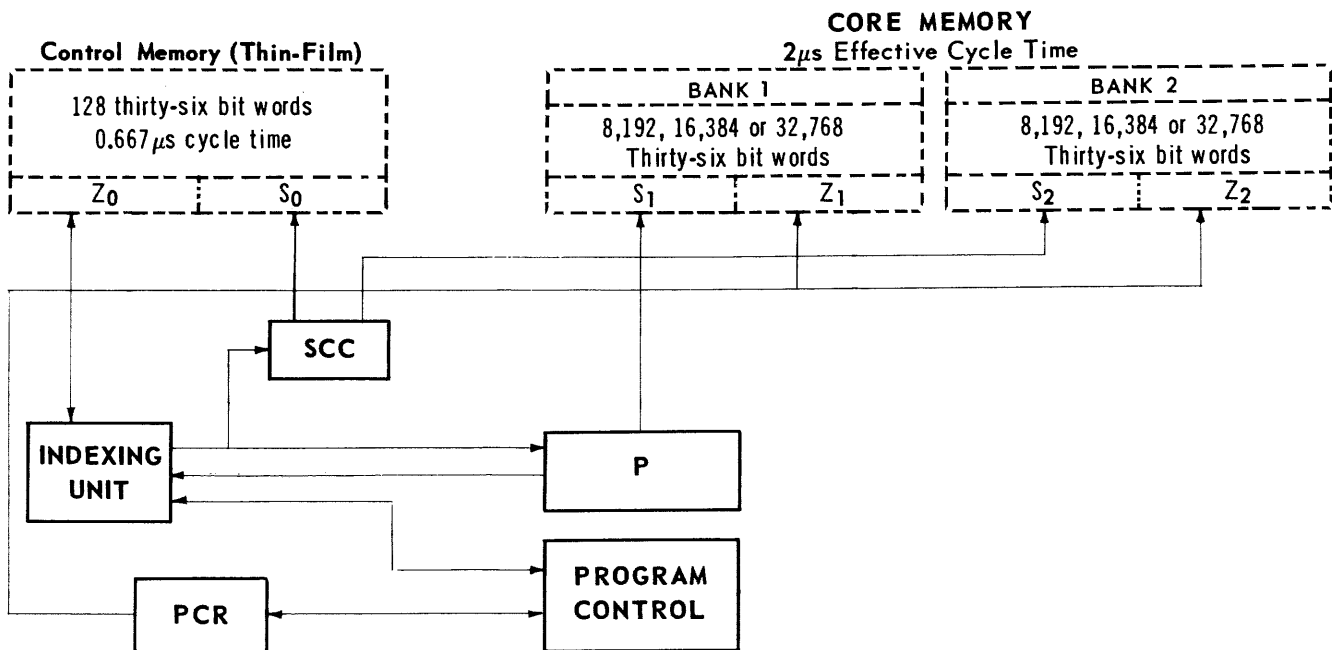 CORE MEMORY
2μs Effective Cycle Time
Control Memory (Thin-Film)
128 thirty-six bit words
0.667 μs cycle time
Z0 S0
BANK 1
8,192, 16,384 or 32,768
Thirty-six bit words
S1 Z1
BANK 2
8,192, 16,384 or 32,768
Thirty-six bit words
S2 Z2
SCC
INDEXING
UNIT
P
PROGRAM
CONTROL
PCR